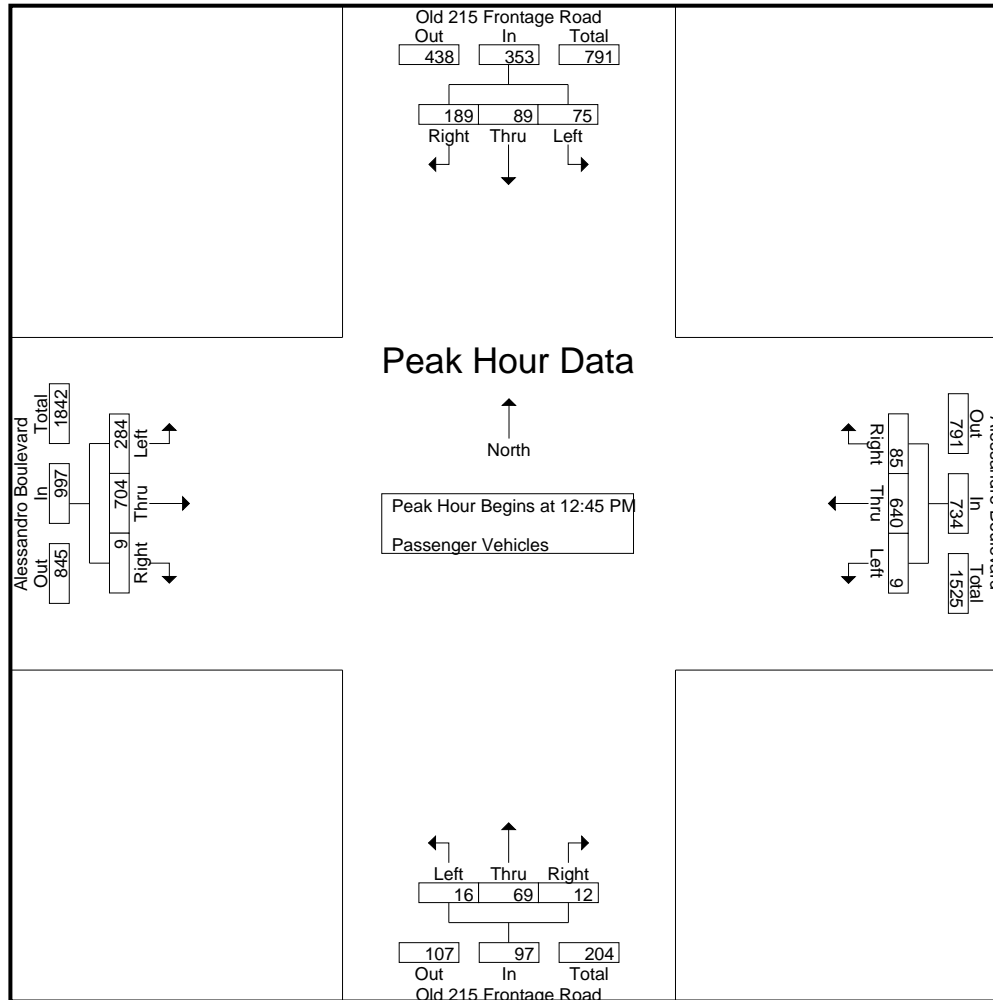 Old 215 Frontage Road
Out In Total
438 353 791
189 89 75
Right Thru Left
Peak Hour Data
North
Peak Hour Begins at 12:45 PM
Passenger Vehicles
Alessandro Boulevard
Total In Out
1842 997 845
284 704 9
Left Thru Right
Out In Total
791 734 1525
85 640 9
Right Thru Left
Left Thru Right
16 69 12
107 97 204
Out In Total
Old 215 Frontage Road